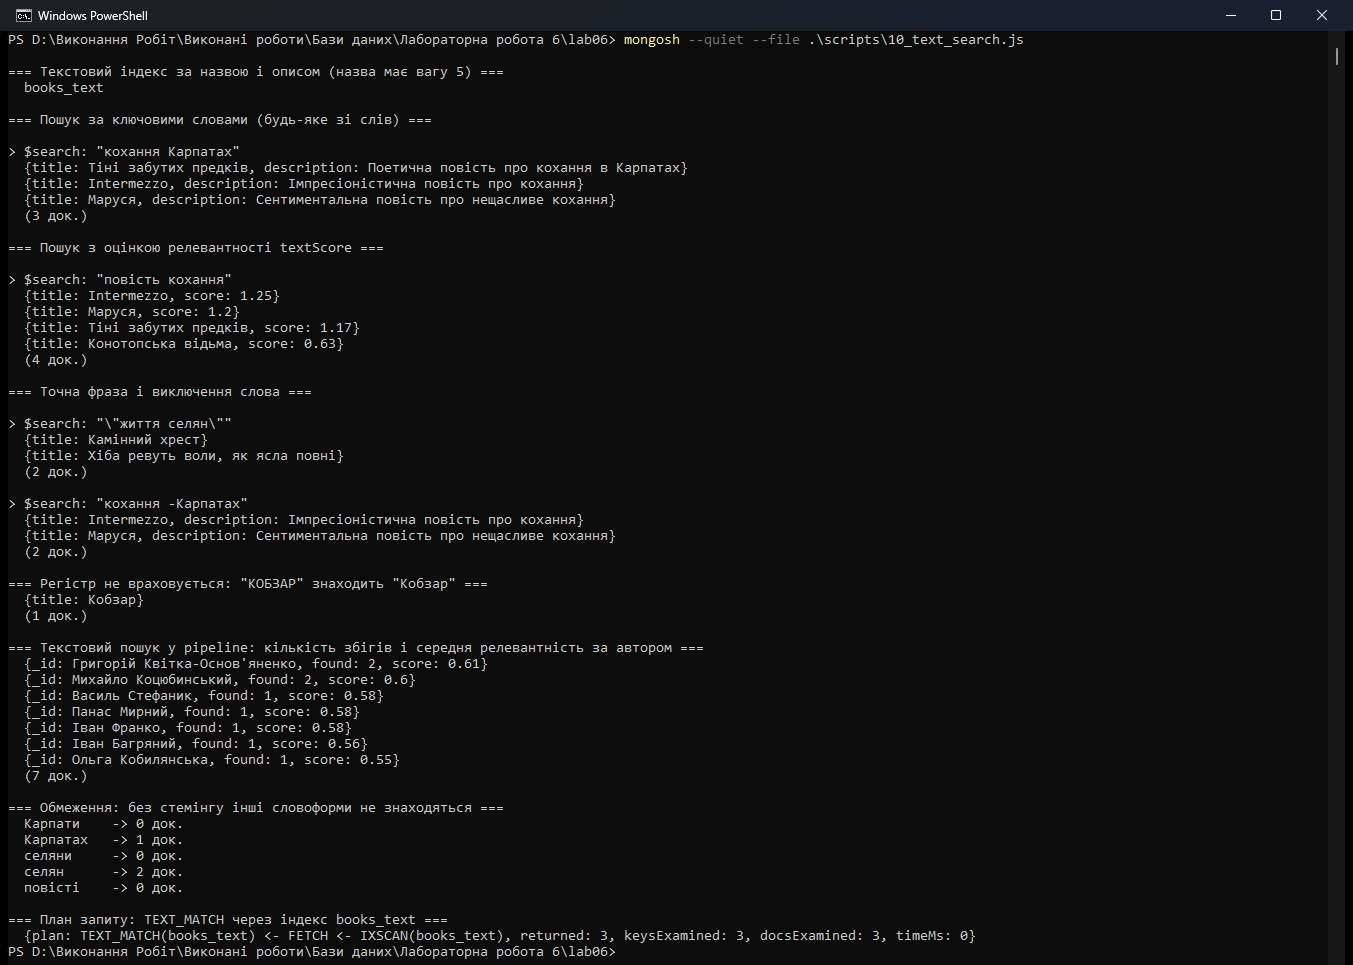 Windows PowerShell
PS D:\Виконання Робіт\Виконані роботи\Бази даних\Лабораторна робота 6\lab06> mongosh --quiet --file .\scripts\10_text_search.js
=== Текстовий індекс за назвою і описом (назва має вагу 5) ===
books_text
=== Пошук за ключовими словами (будь-яке зі слів) ===
> $search: "кохання Карпатах"
{title: Тіні забутих предків, description: Поетична повість про кохання в Карпатах}
{title: Intermezzo, description: Імпресіоністична повість про кохання}
{title: Маруся, description: Сентиментальна повість про нещасливе кохання}
(3 док.)
=== Пошук з оцінкою релевантності textScore ===
> $search: "повість кохання"
{title: Intermezzo, score: 1.25}
{title: Маруся, score: 1.2}
{title: Тіні забутих предків, score: 1.17}
{title: Конотопська відьма, score: 0.63}
(4 док.)
=== Точна фраза і виключення слова ===
> $search: "\"життя селян\""
{title: Камінний хрест}
{title: Хіба ревуть воли, як ясла повні}
(2 док.)
> $search: "кохання -Карпатах"
{title: Intermezzo, description: Імпресіоністична повість про кохання}
{title: Маруся, description: Сентиментальна повість про нещасливе кохання}
(2 док.)
=== Регістр не враховується: "КОБЗАР" знаходить "Кобзар" ===
{title: Кобзар}
(1 док.)
=== Текстовий пошук у pipeline: кількість збігів і середня релевантність за автором ===
{_id: Григорій Квітка-Основ'яненко, found: 2, score: 0.61}
{_id: Михайло Коцюбинський, found: 2, score: 0.6}
{_id: Василь Стефаник, found: 1, score: 0.58}
{_id: Панас Мирний, found: 1, score: 0.58}
{_id: Іван Франко, found: 1, score: 0.58}
{_id: Іван Багряний, found: 1, score: 0.56}
{_id: Ольга Кобилянська, found: 1, score: 0.55}
(7 док.)
=== Обмеження: без стемінгу інші словоформи не знаходяться ===
Карпати -> 0 док.
Карпатах -> 1 док.
селяни -> 0 док.
селян -> 2 док.
повісті -> 0 док.
=== План запиту: TEXT_MATCH через індекс books_text ===
{plan: TEXT_MATCH(books_text) <- FETCH <- IXSCAN(books_text), returned: 3, keysExamined: 3, docsExamined: 3, timeMs: 0}
PS D:\Виконання Робіт\Виконані роботи\Бази даних\Лабораторна робота 6\lab06>